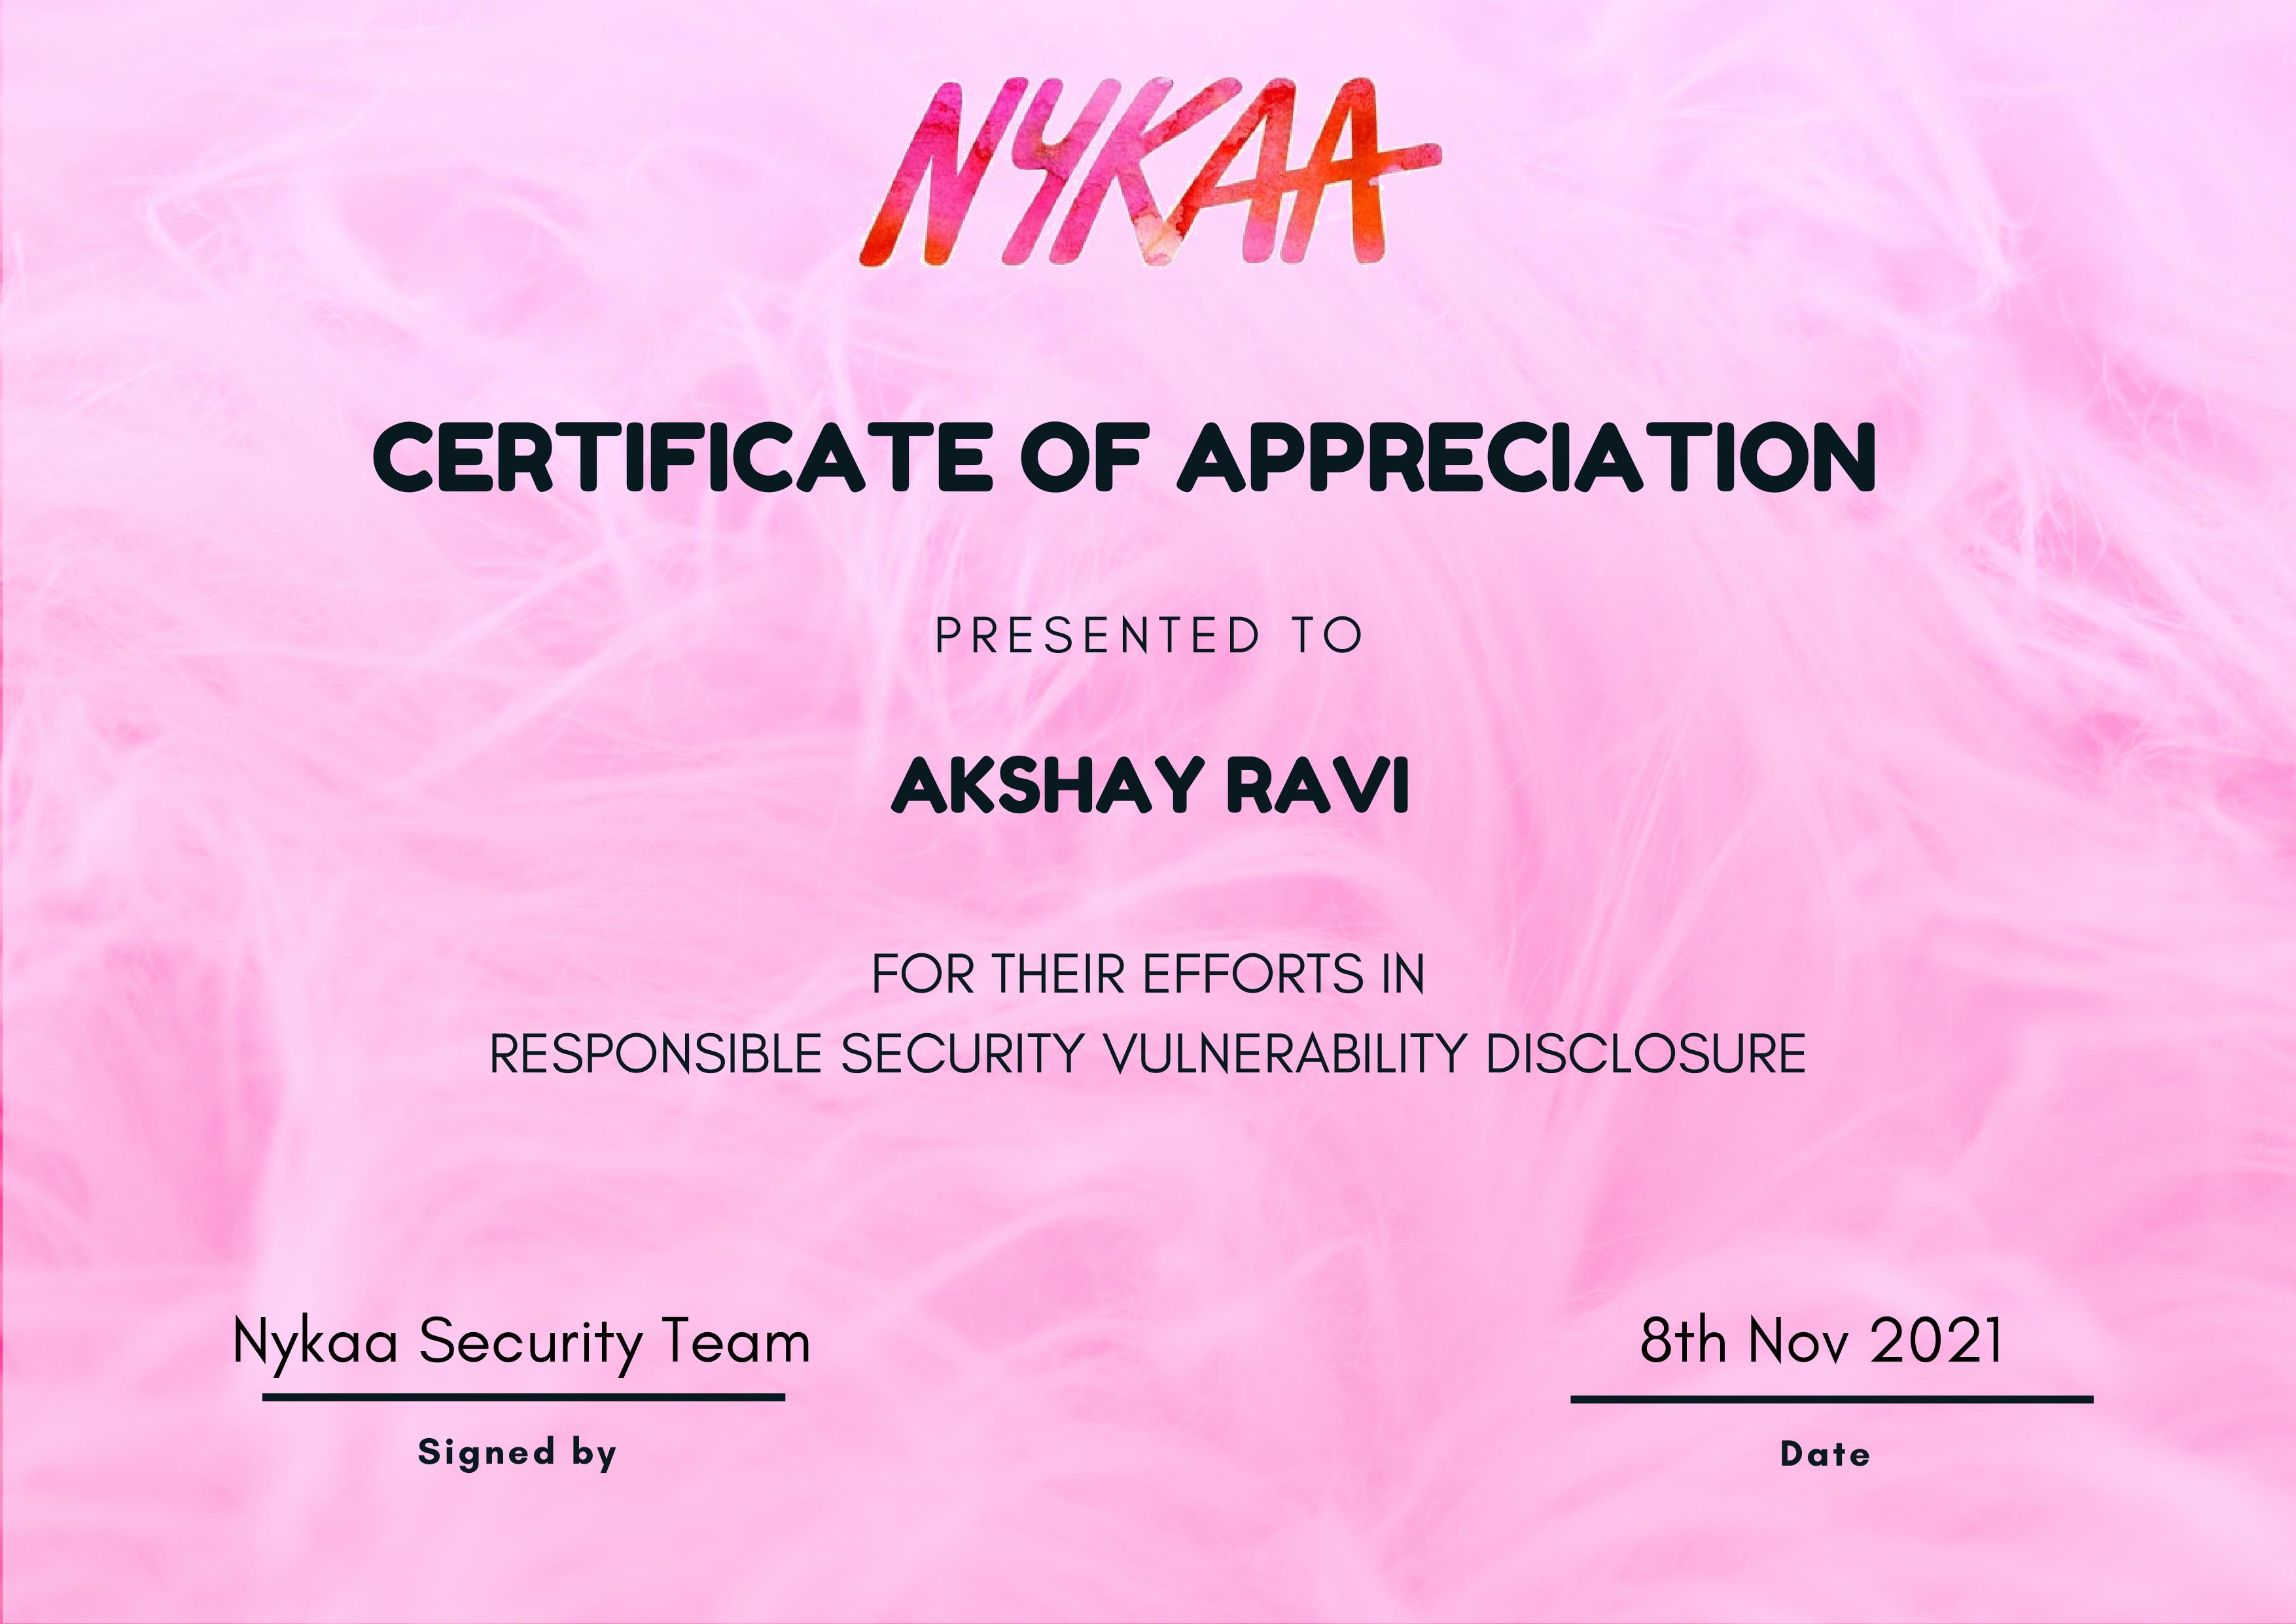 NYKAA
CERTIFICATE OF APPRECIATION
PRESENTED TO
AKSHAY RAVI
FOR THEIR EFFORTS IN
RESPONSIBLE SECURITY VULNERABILITY DISCLOSURE
Nykaa Security Team
Signed by
8th Nov 2021
Date